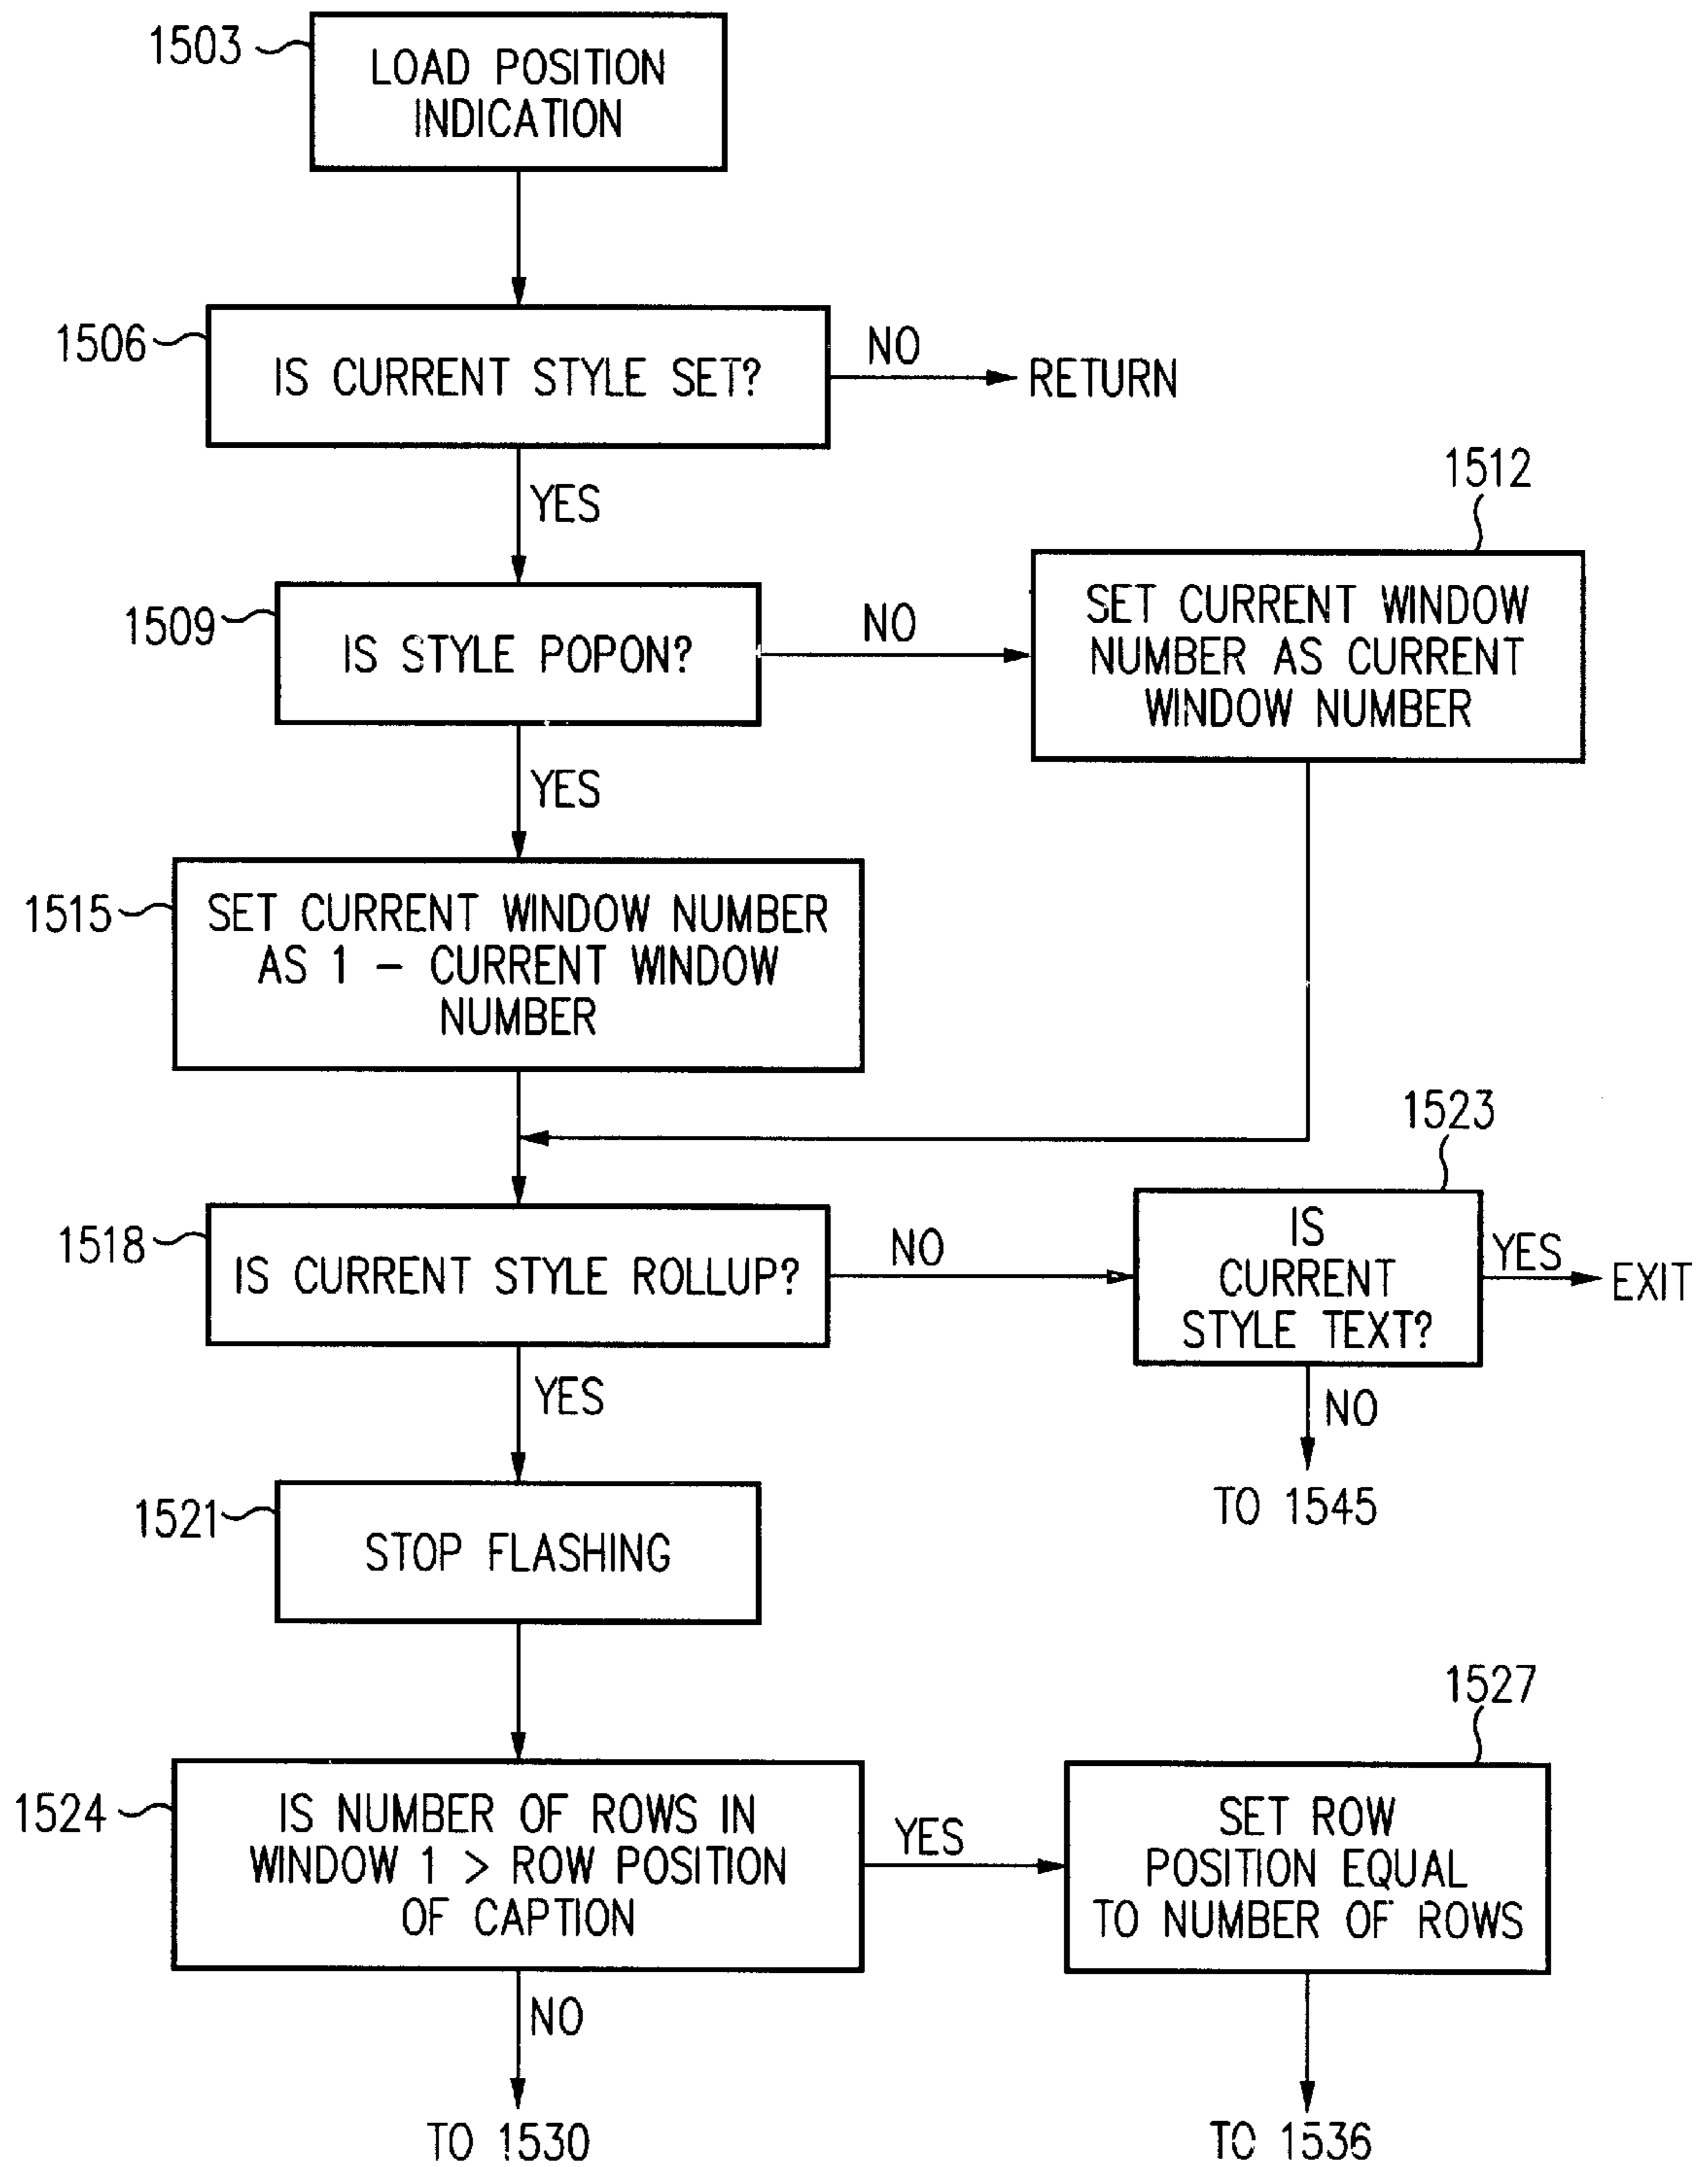 1503
LOAD POSITION
INDICATION
1506
IS CURRENT STYLE SET?
NO
RETURN
YES
1509
IS STYLE POPON?
NO
1512
SET CURRENT WINDOW
NUMBER AS CURRENT
WINDOW NUMBER
YES
1515
SET CURRENT WINDOW NUMBER
AS 1 – CURRENT WINDOW
NUMBER
1518
IS CURRENT STYLE ROLLUP?
NO
1523
IS
CURRENT
STYLE TEXT?
YES
EXIT
NO
TO 1545
YES
1521
STOP FLASHING
1524
IS NUMBER OF ROWS IN
WINDOW 1 > ROW POSITION
OF CAPTION
YES
1527
SET ROW
POSITION EQUAL
TO NUMBER OF ROWS
NO
TO 1530
TO 1536